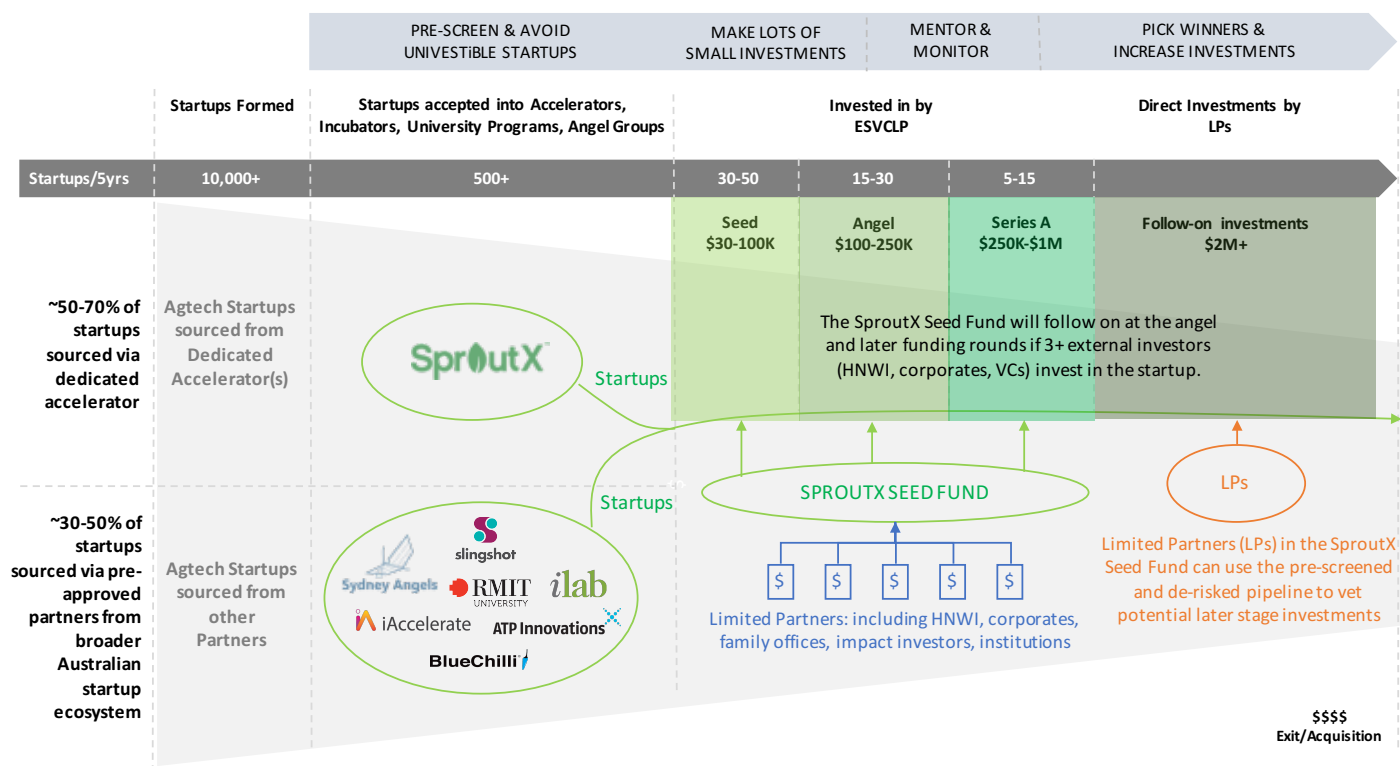 PRE-SCREEN & AVOID
UNIVESTiBLE STARTUPS
MAKE LOTS OF
SMALL INVESTMENTS
MENTOR &
MONITOR
PICK WINNERS &
INCREASE INVESTMENTS
Startups Formed
Startups accepted into Accelerators,
Incubators, University Programs, Angel Groups
Invested in by
ESVCLP
Direct Investments by
LPs
Startups/5yrs
10,000+
500+
30-50
15-30
5-15
Seed
$30-100K
Angel
$100-250K
Series A
$250K-$1M
Follow-on investments
$2M+
~50-70% of
startups
sourced via
dedicated
accelerator
Agtech Startups
sourced from
Dedicated
Accelerator(s)
SproutX™
Startups
The SproutX Seed Fund will follow on at the angel
and later funding rounds if 3+ external investors
(HNWI, corporates, VCs) invest in the startup.
~30-50% of
startups
sourced via pre-
approved
partners from
broader
Australian
startup
ecosystem
Agtech Startups
sourced from
other
Partners
Startups
slingshot
Sydney Angels
RMIT
UNIVERSITY
ilab
iAccelerate
ATP Innovations
BlueChilli
SPROUTX SEED FUND
$
$
$
$
$
Limited Partners: including HNWI, corporates,
family offices, impact investors, institutions
LPs
Limited Partners (LPs) in the SproutX
Seed Fund can use the pre-screened
and de-risked pipeline to vet
potential later stage investments
$$$$
Exit/Acquisition